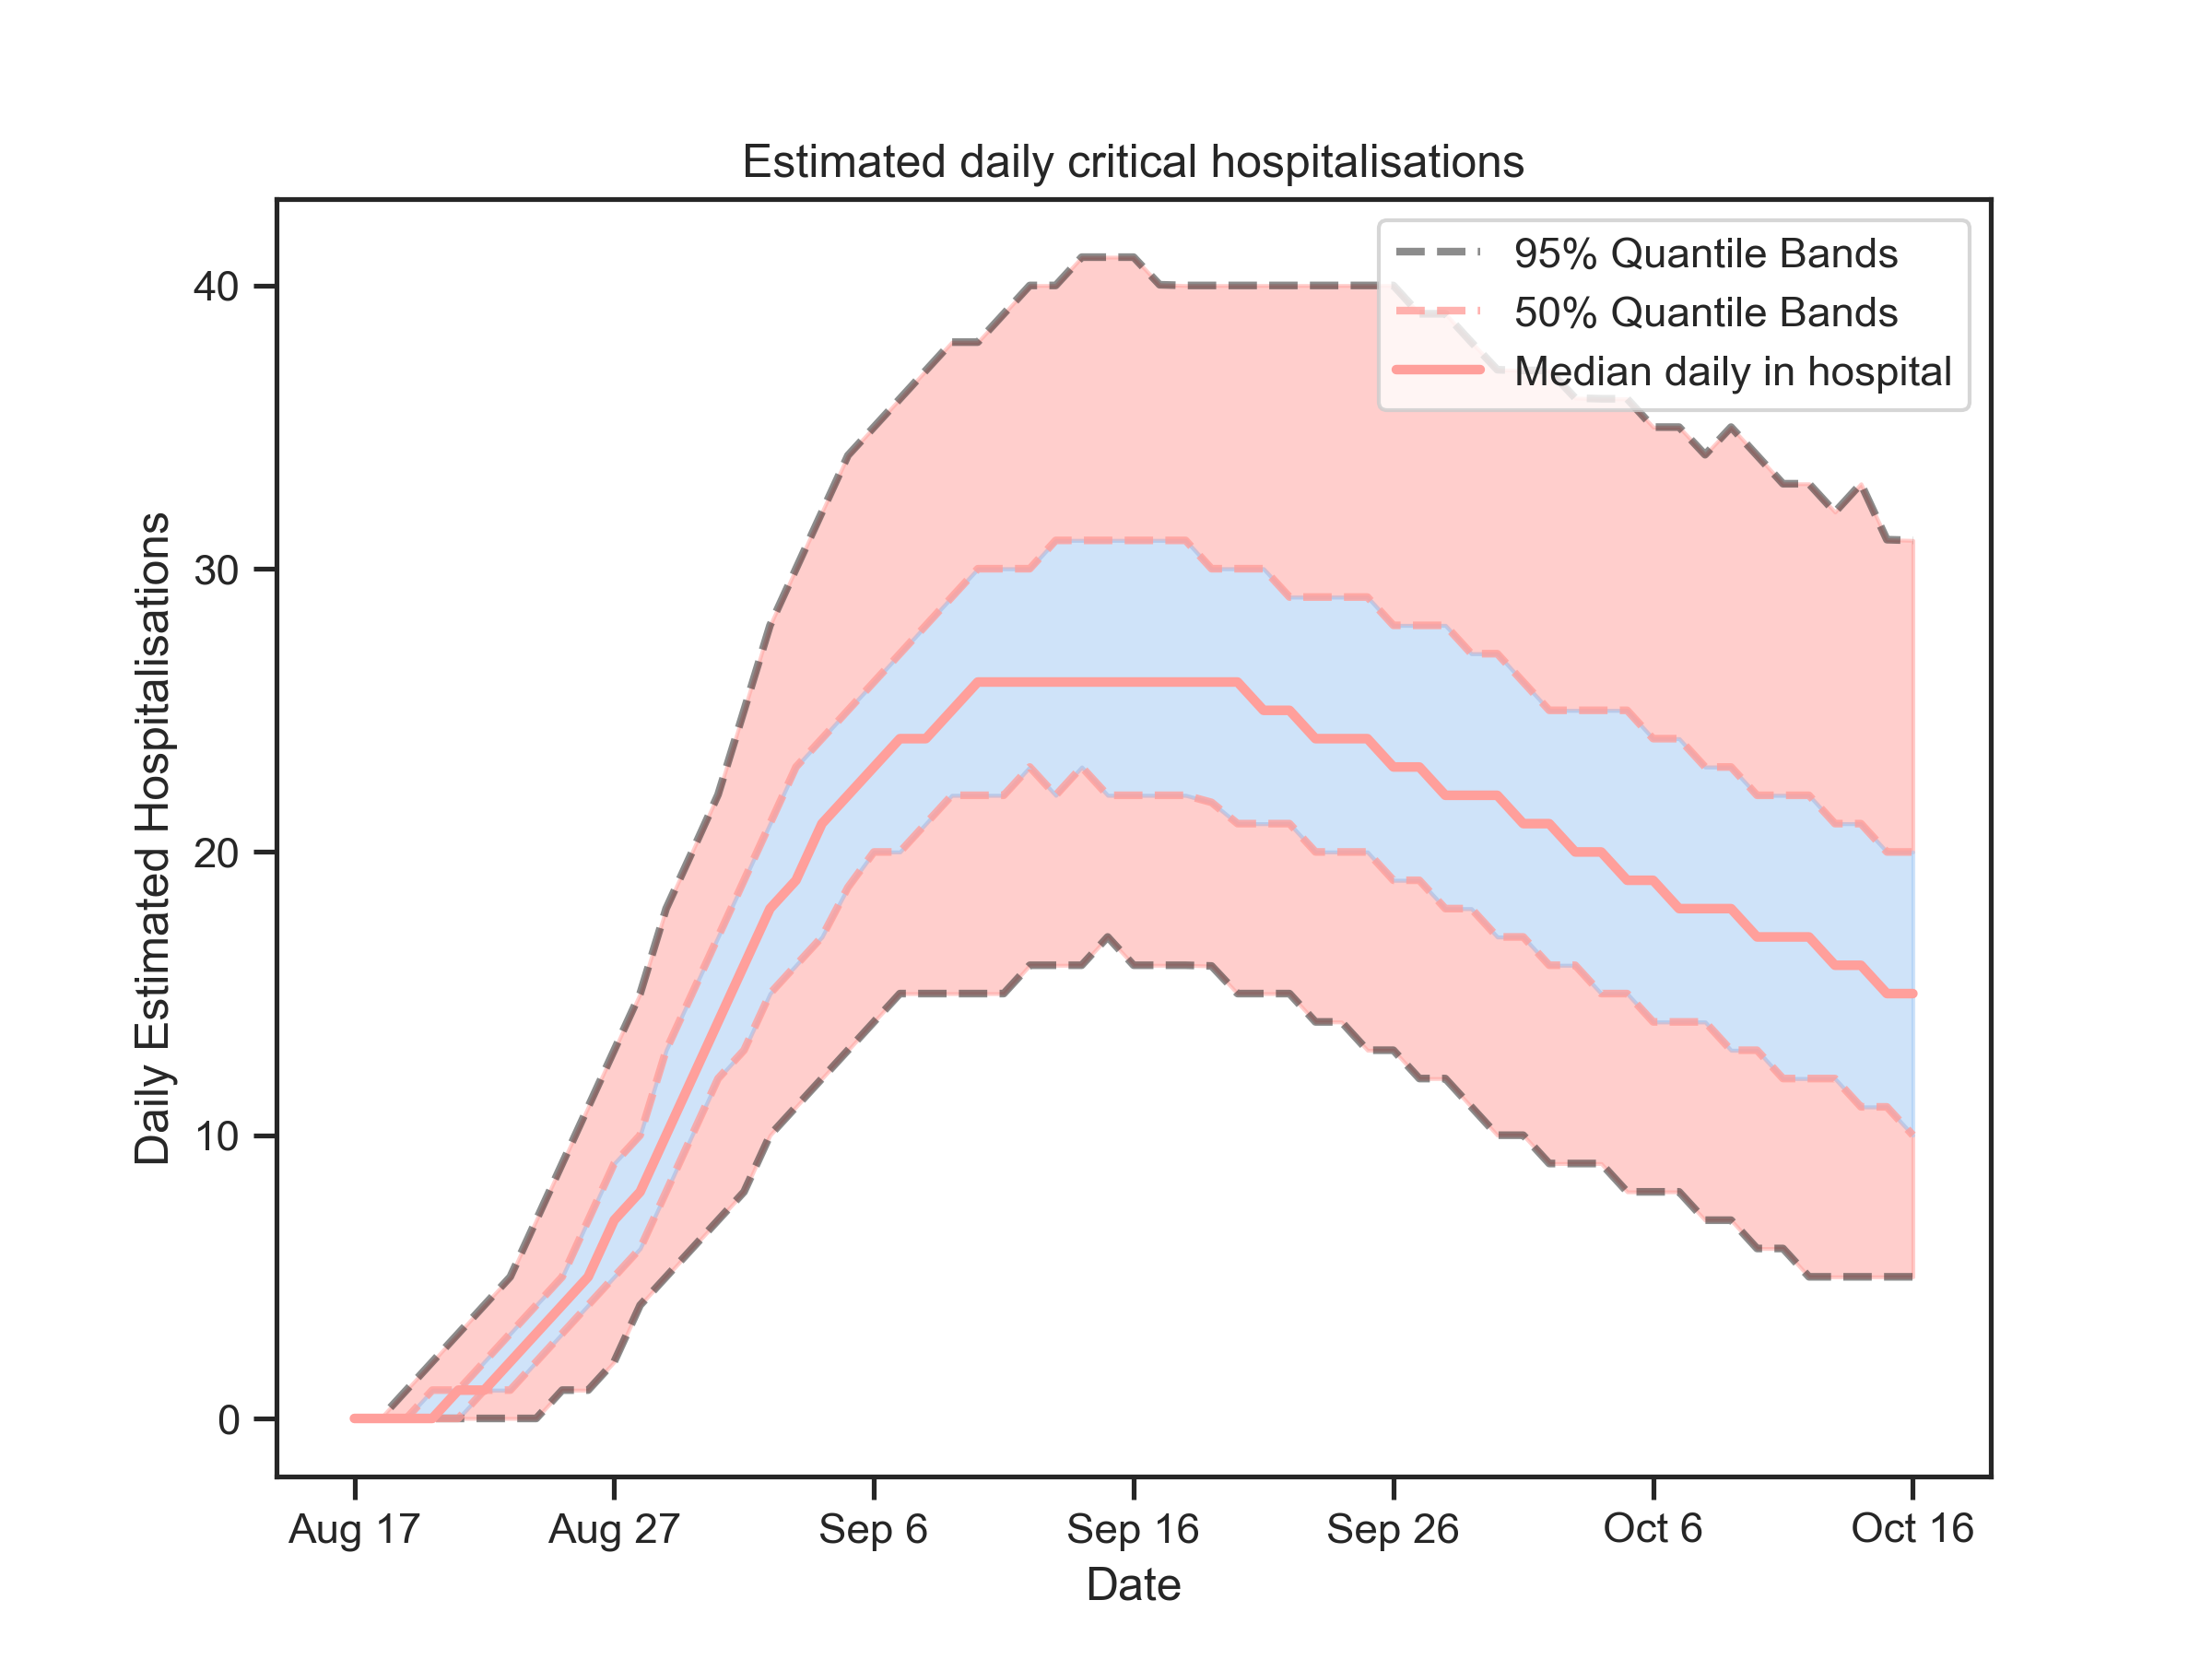 Estimated daily critical hospitalisations
95% Quantile Bands
50% Quantile Bands
Median daily in hospital
Daily Estimated Hospitalisations
40
30
20
10
0
Aug 17 Aug 27 Sep 6 Sep 16 Sep 26 Oct 6 Oct 16
Date